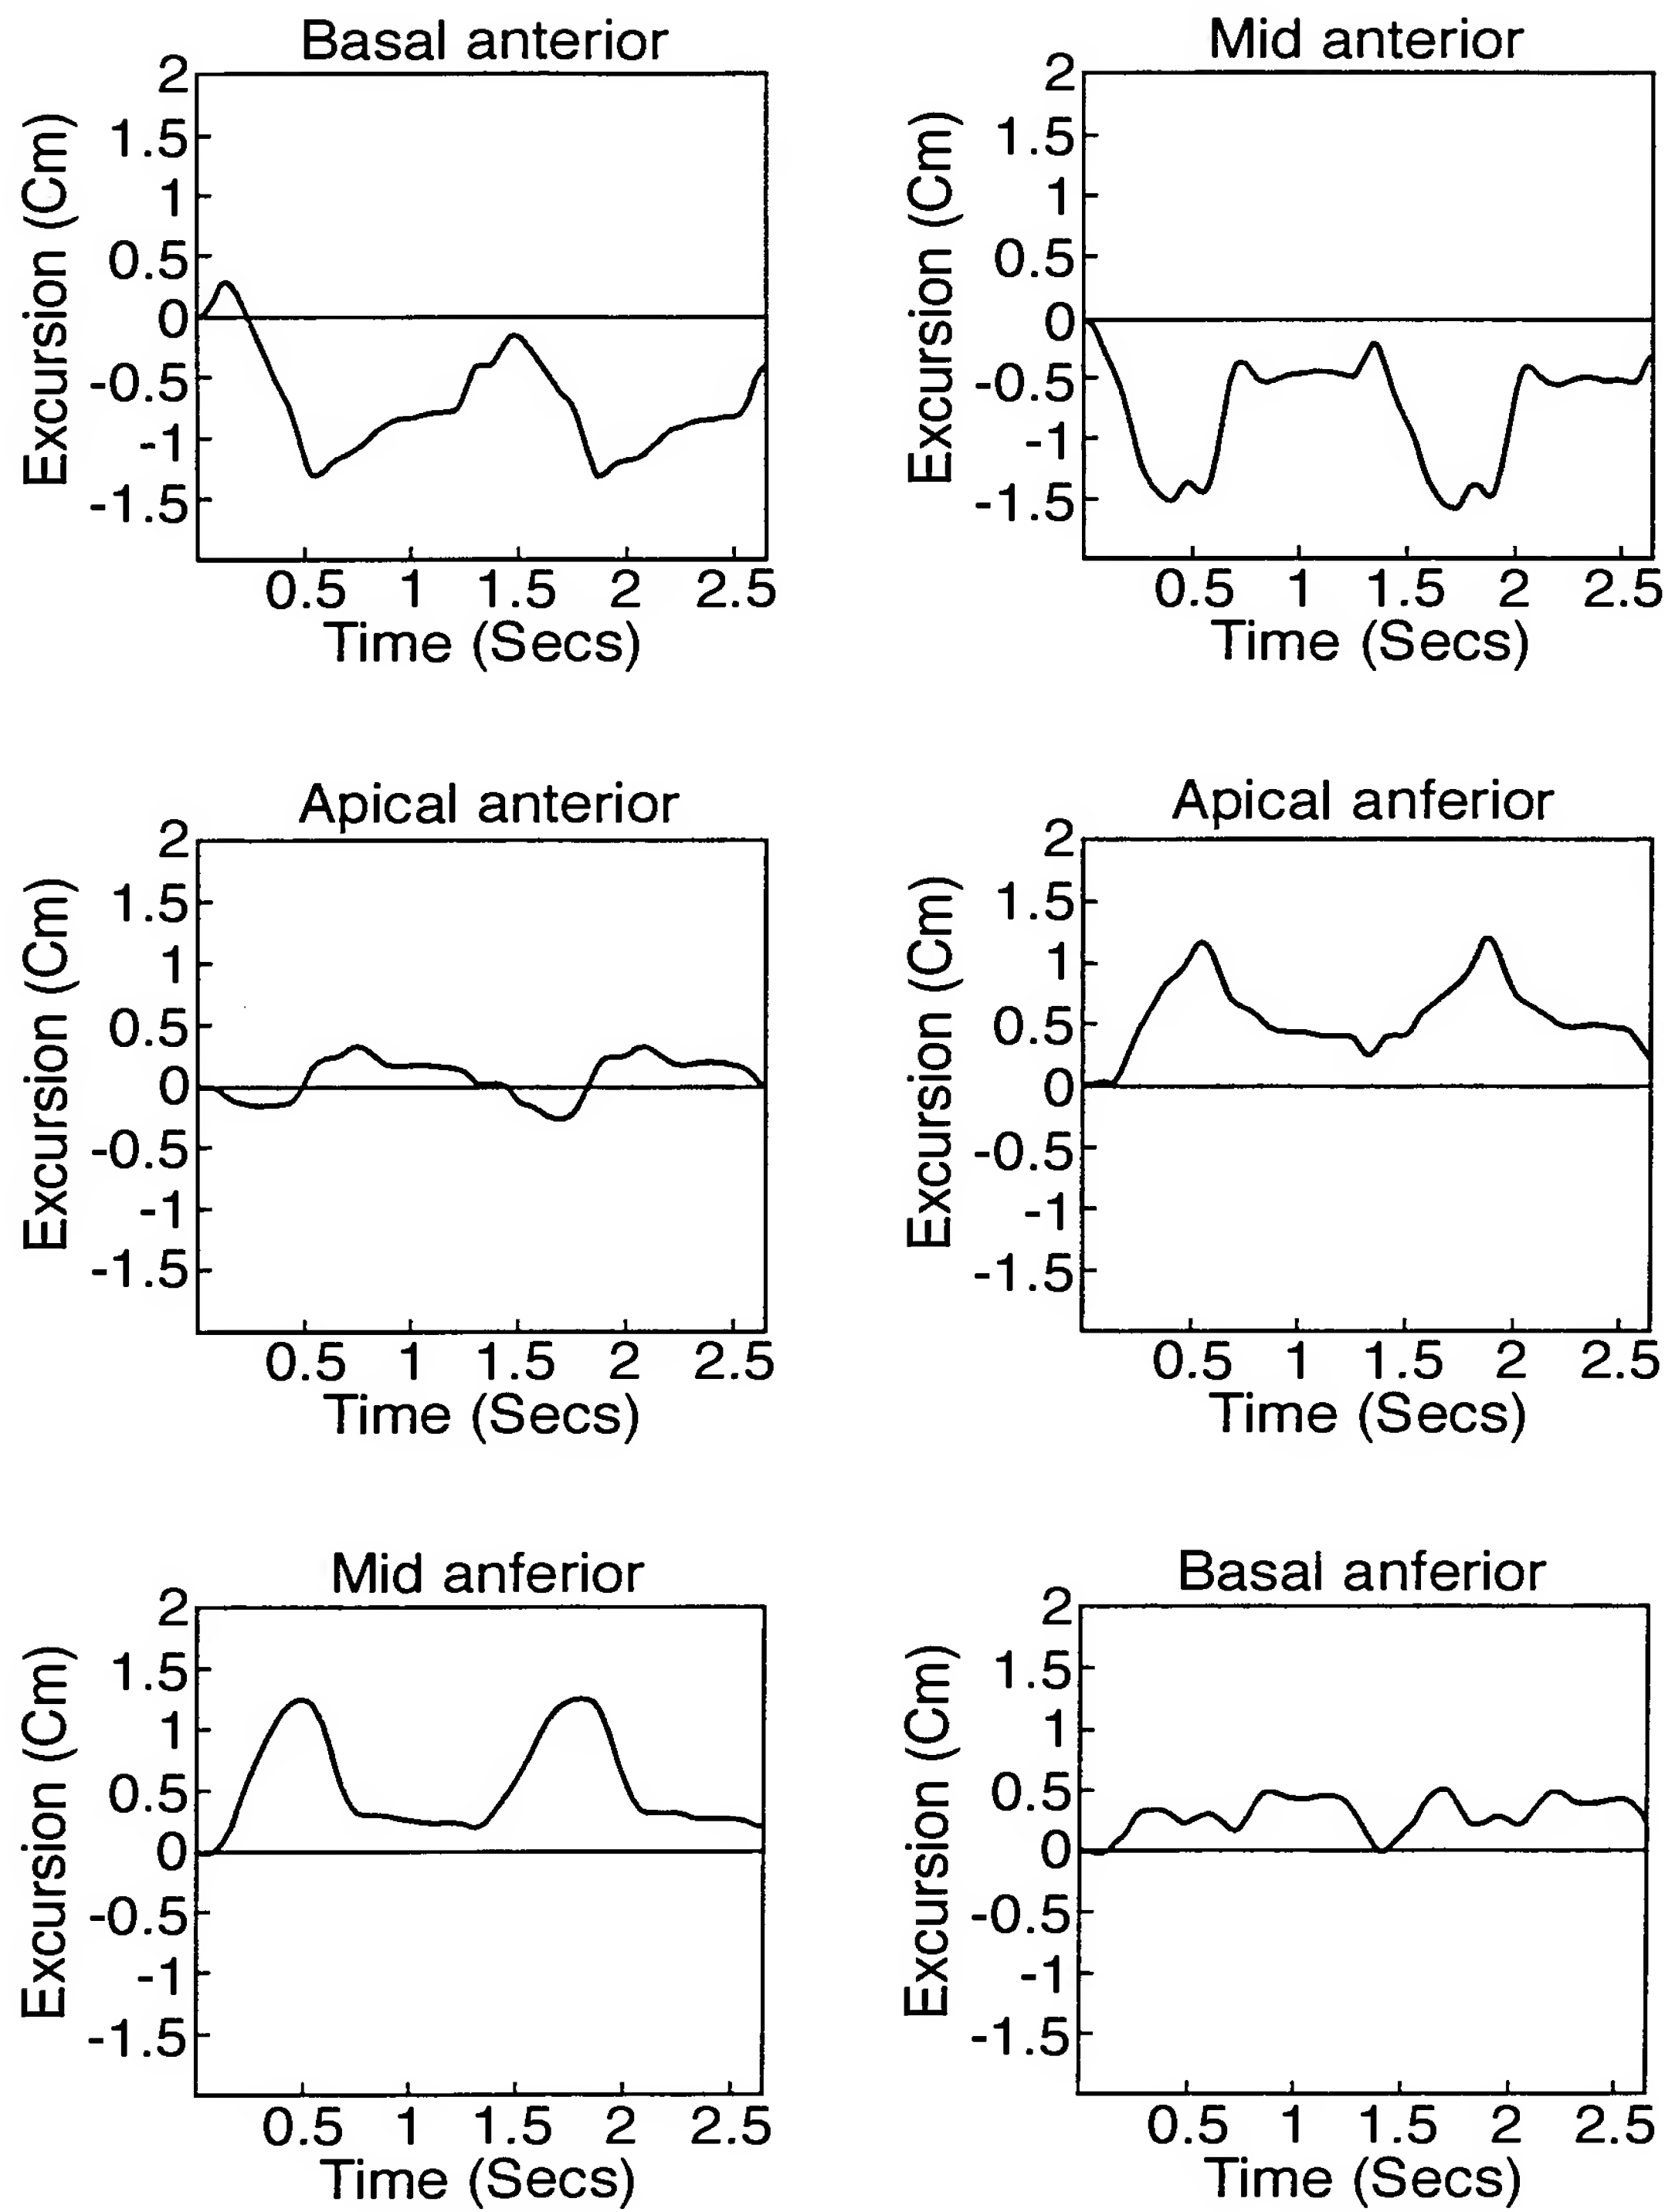 Basal anterior
2
1.5
1
0.5
0
-0.5
-1
-1.5
Excursion (Cm)
0.5 1 1.5 2 2.5
Time (Secs)
Mid anterior
2
1.5
1
0.5
0
-0.5
-1
-1.5
Excursion (Cm)
0.5 1 1.5 2 2.5
Time (Secs)
Apical anterior
2
1.5
1
0.5
0
-0.5
-1
-1.5
Excursion (Cm)
0.5 1 1.5 2 2.5
Time (Secs)
Apical anferior
2
1.5
1
0.5
0
-0.5
-1
-1.5
Excursion (Cm)
0.5 1 1.5 2 2.5
Time (Secs)
Mid anferior
2
1.5
1
0.5
0
-0.5
-1
-1.5
Excursion (Cm)
0.5 1 1.5 2 2.5
Time (Secs)
Basal anferior
2
1.5
1
0.5
0
-0.5
-1
-1.5
Excursion (Cm)
0.5 1 1.5 2 2.5
Time (Secs)